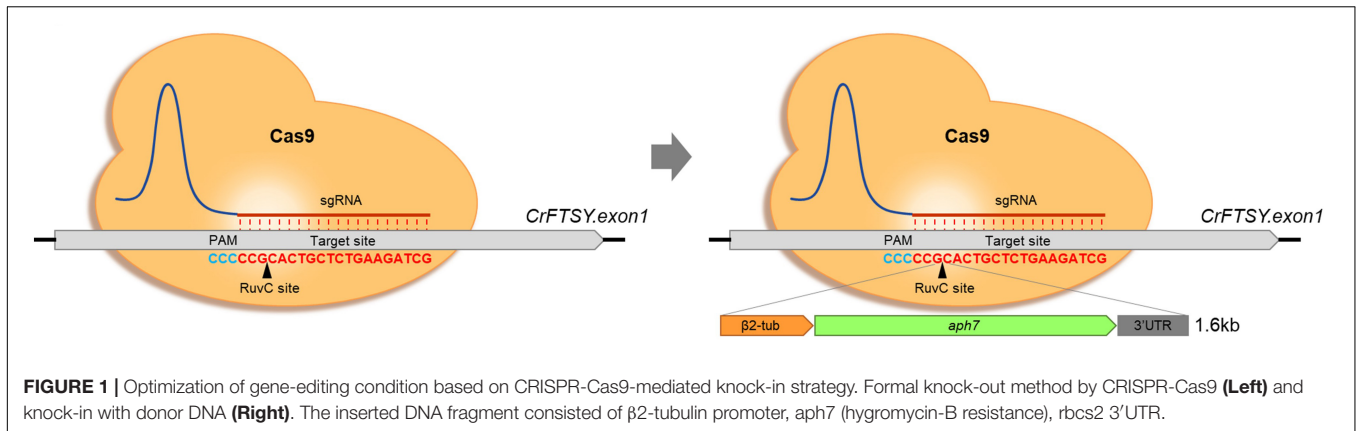 Cas9
sgRNA
CrFTSY.exon1
PAM Target site
CCCCCGCACTGCTCTGAAGATCG
RuvC site
Cas9
sgRNA
CrFTSY.exon1
PAM Target site
CCCCCGCACTGCTCTGAAGATCG
RuvC site
β2-tub aph7 3'UTR 1.6kb
FIGURE 1 | Optimization of gene-editing condition based on CRISPR-Cas9-mediated knock-in strategy. Formal knock-out method by CRISPR-Cas9 (Left) and
knock-in with donor DNA (Right). The inserted DNA fragment consisted of β2-tubulin promoter, aph7 (hygromycin-B resistance), rbcs2 3′UTR.